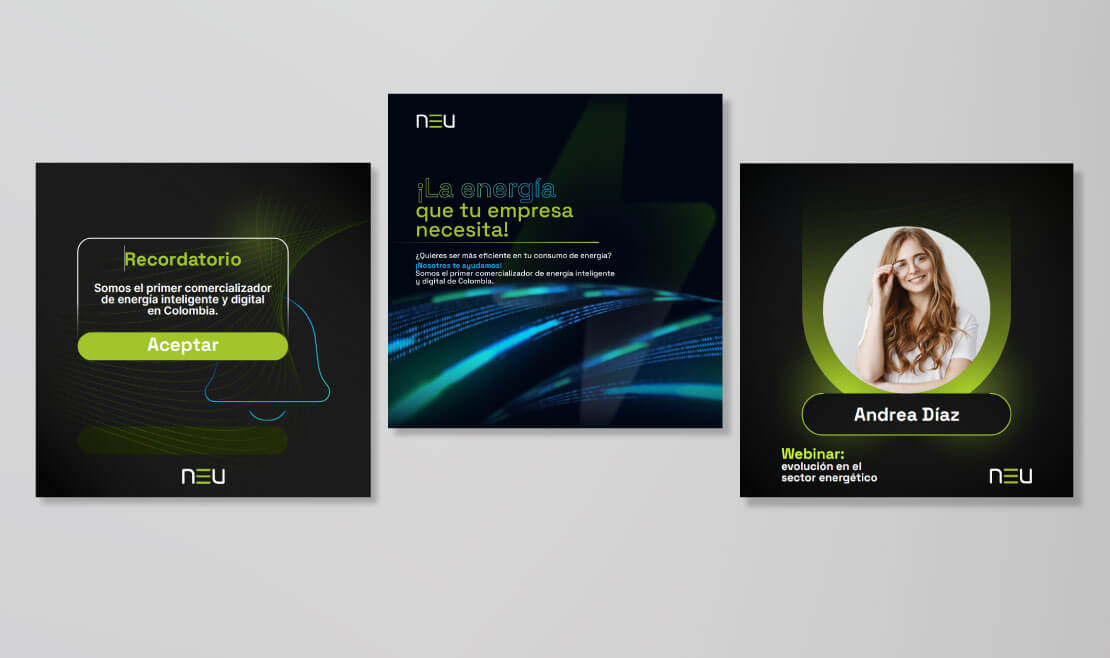 Recordatorio
Somos el primer comercializador
de energía inteligente y digital
en Colombia.
Aceptar
NEU
NEU
¡La energía
que tu empresa
necesita!
¿Quieres ser más eficiente en tu consumo de energía?
¡Nosotros te ayudamos!
Somos el primer comercializador de energía inteligente
y digital de Colombia.
Andrea Díaz
Webinar:
evolución en el
sector energético
NEU